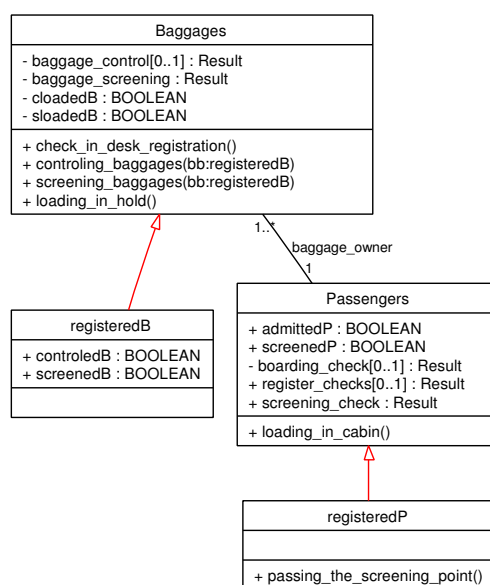 Baggages
- baggage_control[0..1] : Result
- baggage_screening : Result
- cloadedB : BOOLEAN
- sloadedB : BOOLEAN
+ check_in_desk_registration()
+ controling_baggages(bb:registeredB)
+ screening_baggages(bb:registeredB)
+ loading_in_hold()
1..*
baggage_owner
1
registeredB
+ controledB : BOOLEAN
+ screenedB : BOOLEAN
Passengers
+ admittedP : BOOLEAN
+ screenedP : BOOLEAN
- boarding_check[0..1] : Result
+ register_checks[0..1] : Result
+ screening_check : Result
+ loading_in_cabin()
registeredP
+ passing_the_screening_point()